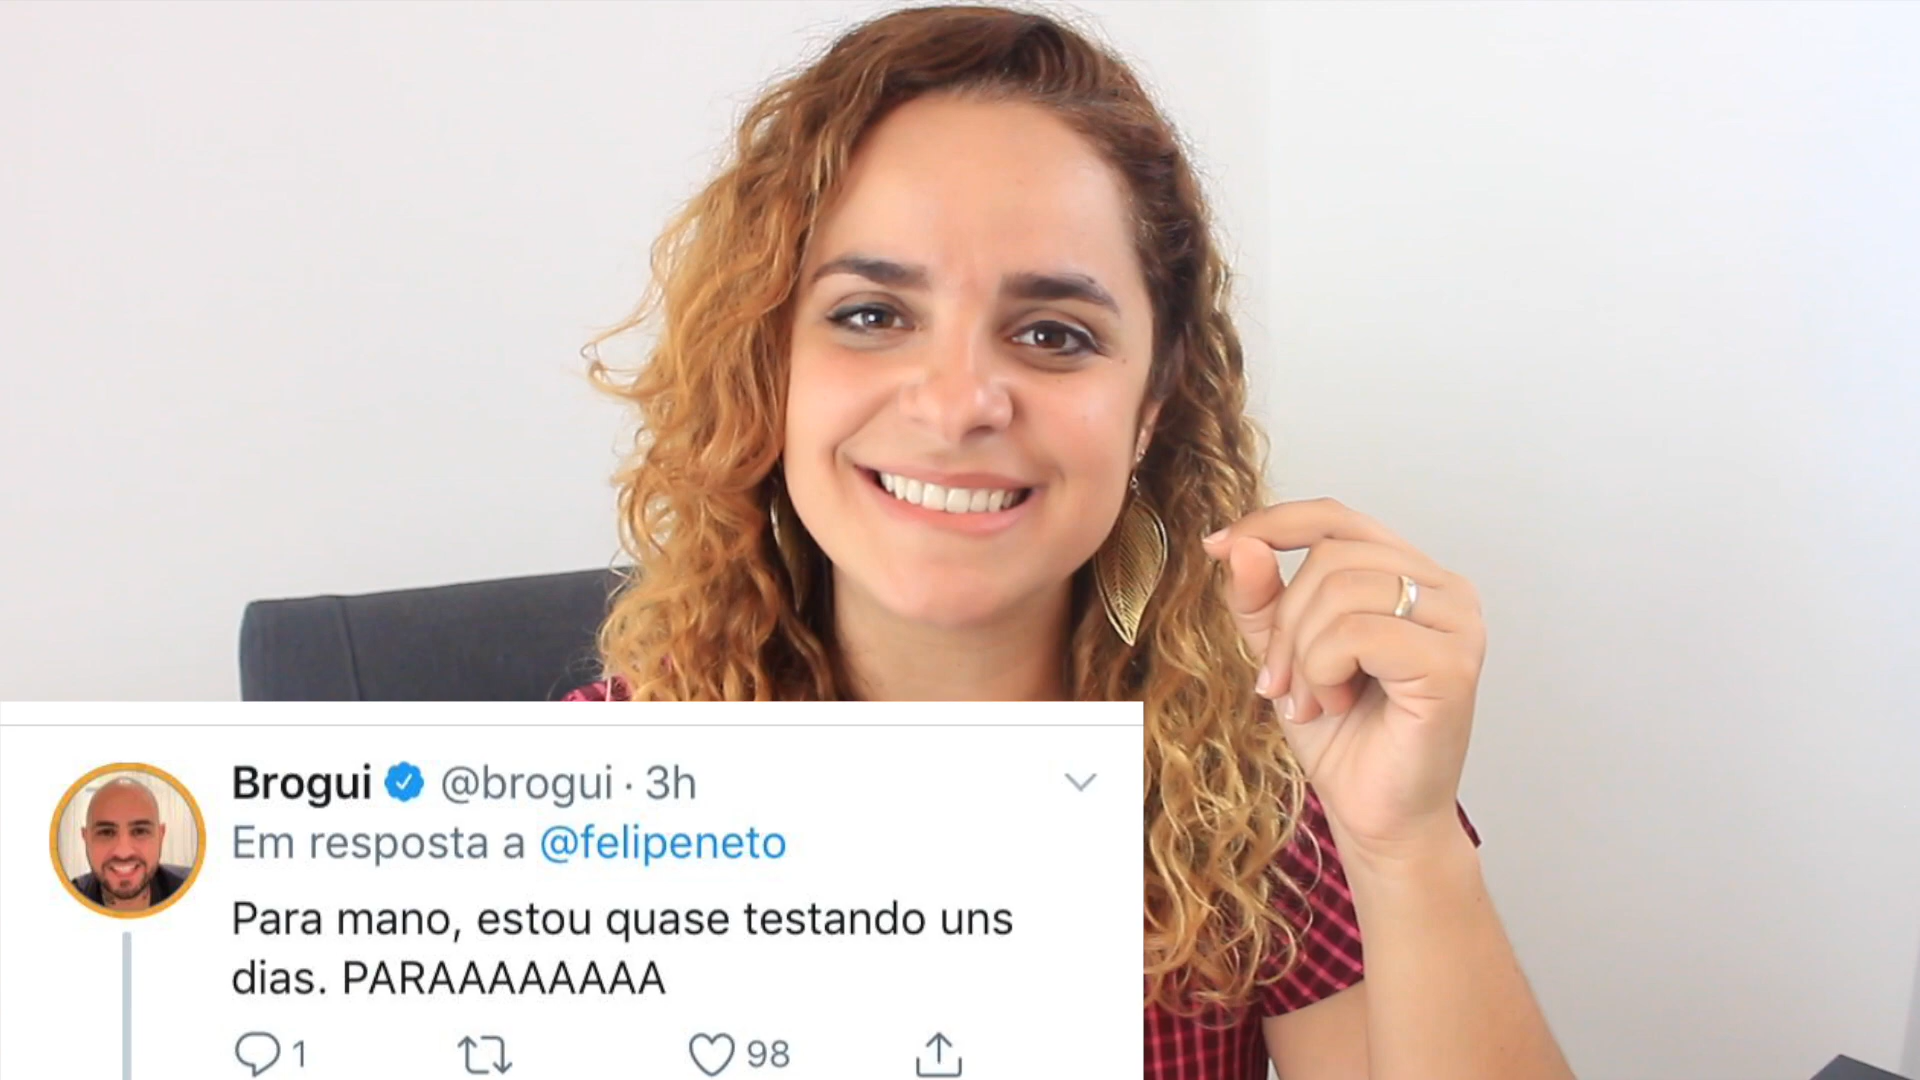 Brogui @brogui · 3h
Em resposta a @felipeneto
Para mano, estou quase testando uns
dias. PARAAAAAAAA
1 98